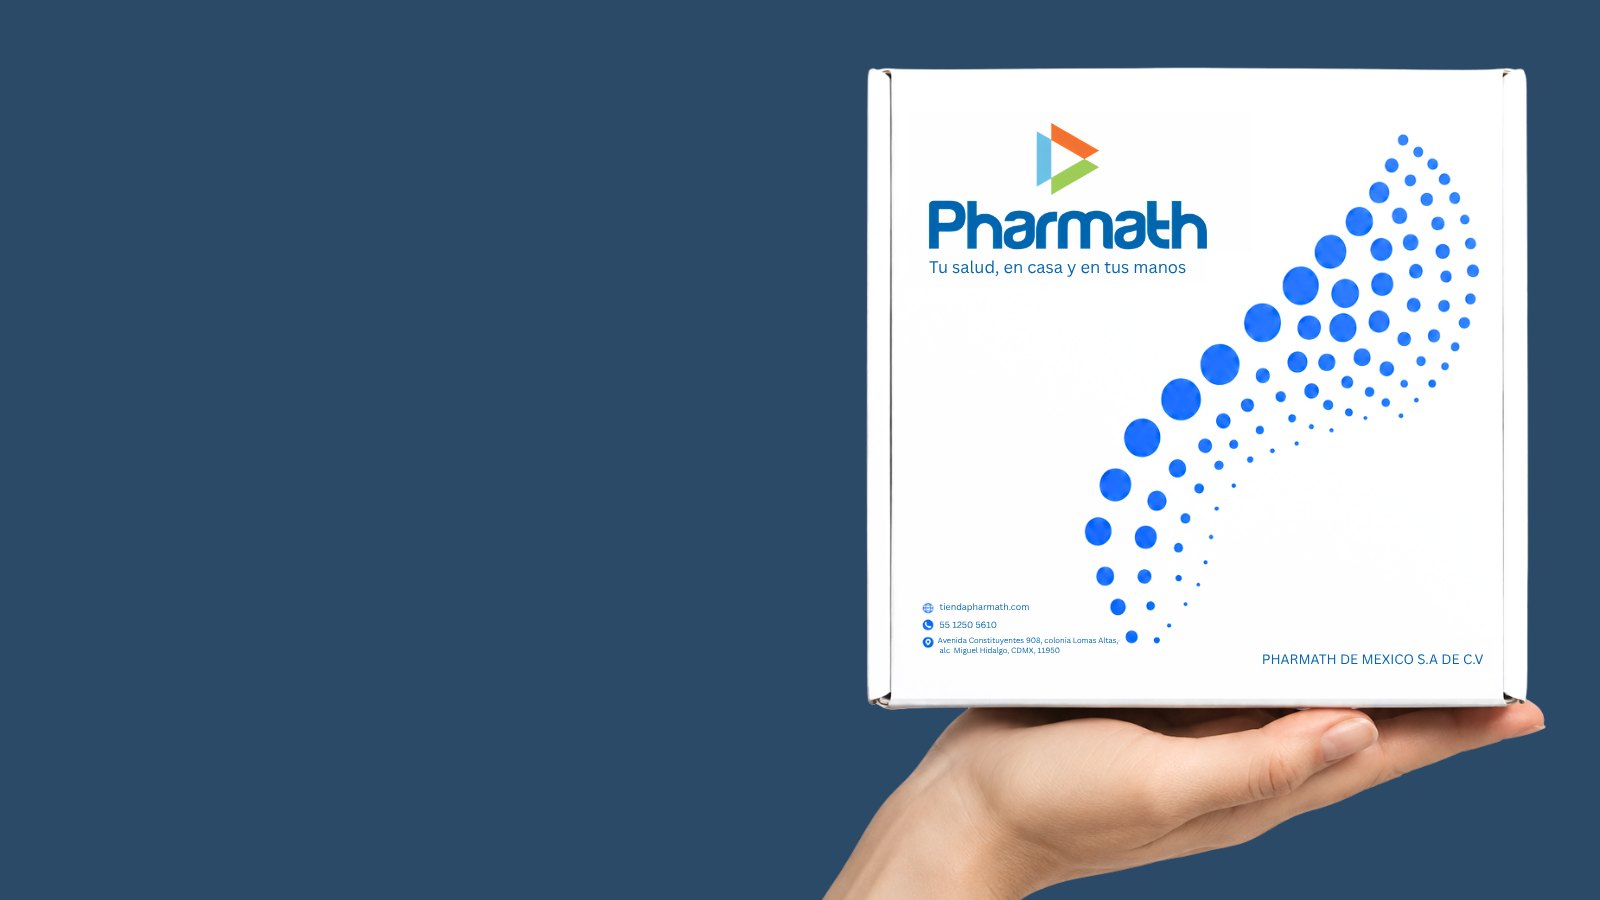 Pharmath
Tu salud, en casa y en tus manos
tiendapharmath.com
55 1250 5610
Avenida Constituyentes 908, colonia Lomas Altas,
alc Miguel Hidalgo, CDMX, 11950
PHARMATH DE MEXICO S.A DE C.V